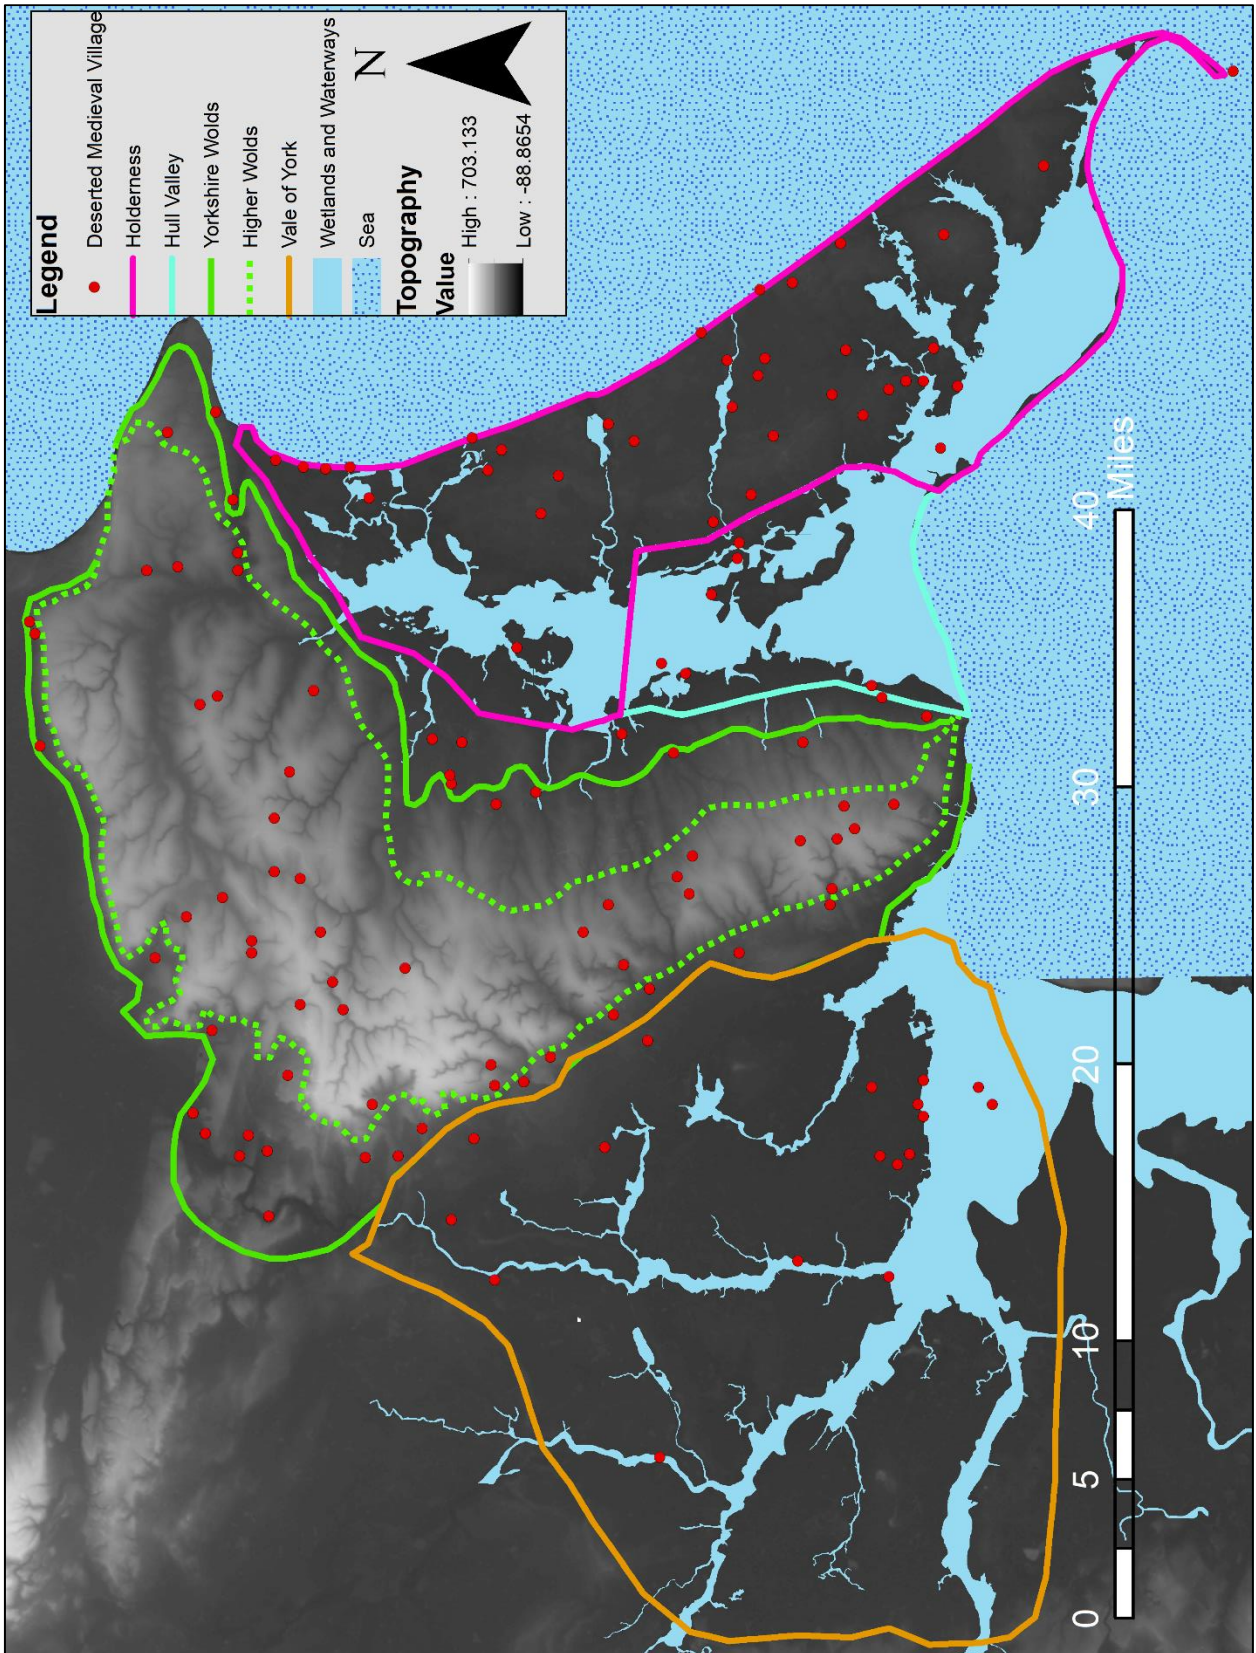 Legend
Deserted Medieval Village
Holderness
Hull Valley
Yorkshire Wolds
Higher Wolds
Vale of York
Wetlands and Waterways
Sea
Topography
Value
High : 703.133
Low : -88.8654
N
0 5 10 20 30 40
Miles